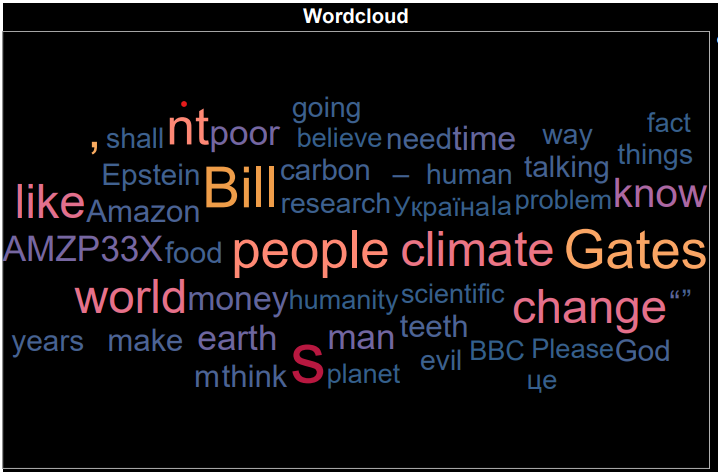 Wordcloud
going
, shall nt poor believe need time way fact
Epstein Bill carbon – human talking things
like Amazon research Українаla problem know
AMZP33X food people climate Gates
world money humanity scientific change “”
years make earth s man teeth
evil BBC Please God
m think planet це